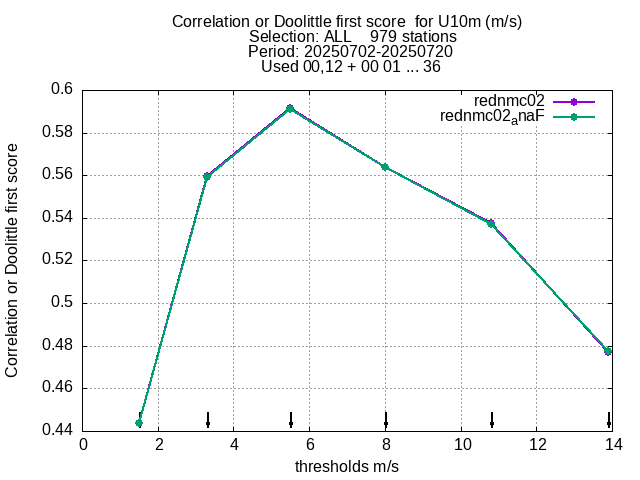 Correlation or Doolittle first score  for U10m (m/s)
Selection: ALL    979 stations
Period: 20250702-20250720
Used 00,12 + 00 01 ... 36
rednmc02
rednmc02anaF
Correlation or Doolittle first score
0.6
0.58
0.56
0.54
0.52
0.5
0.48
0.46
0.44
0 2 4 6 8 10 12 14
thresholds m/s